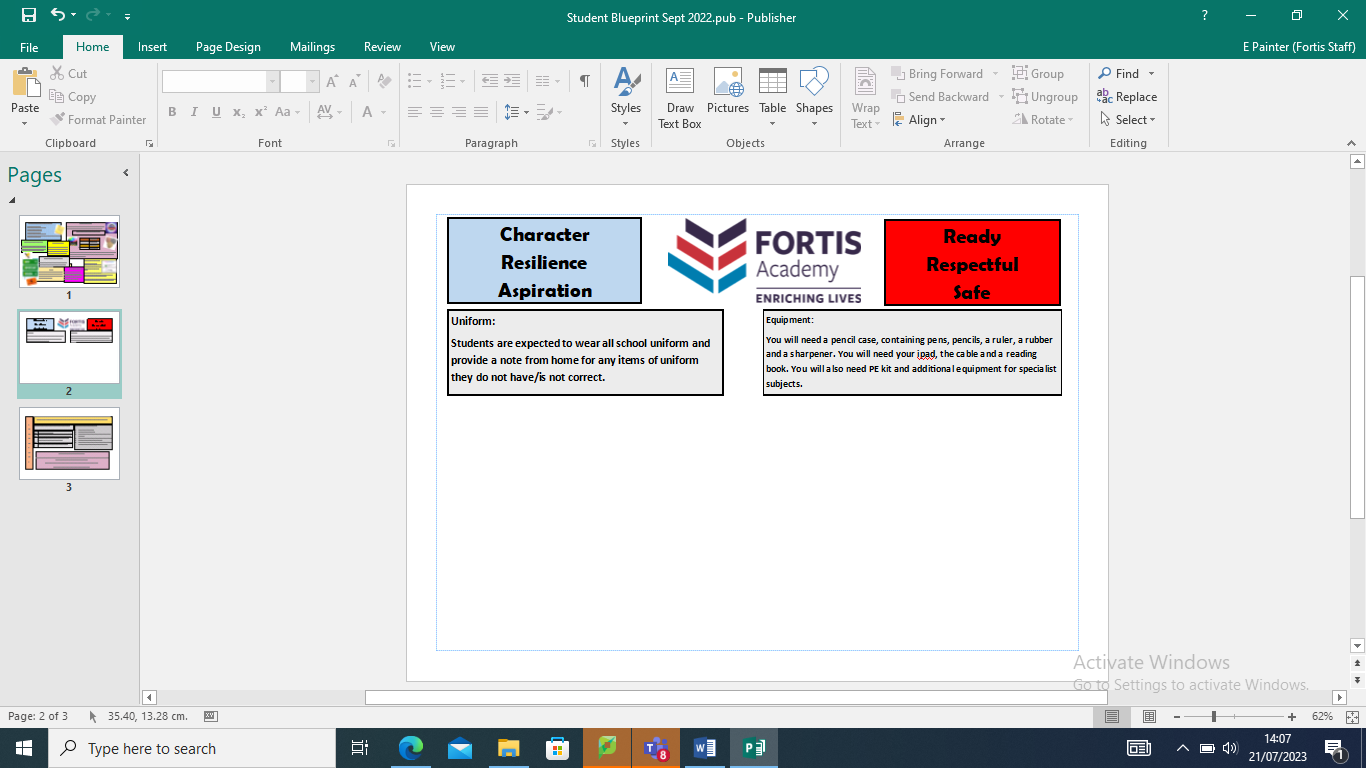 Student Blueprint Sept 2022.pub - Publisher
?
File
Home
Insert
Page Design
Mailings
Review
View
E Painter (Fortis Staff)
Paste
Cut
Copy
Format Painter
Clipboard
B I U x₂ x² Aa AV A
Font
Paragraph
Styles
Styles
Draw
Text Box
Pictures
Table
Shapes
Objects
Wrap
Text
Bring Forward
Send Backward
Align
Group
Ungroup
Rotate
Arrange
Find
Replace
Select
Editing
Pages
1
2
3
Character
Resilience
Aspiration
FORTIS
Academy
ENRICHING LIVES
Ready
Respectful
Safe
Uniform:
Students are expected to wear all school uniform and
provide a note from home for any items of uniform
they do not have/is not correct.
Equipment:
You will need a pencil case, containing pens, pencils, a ruler, a rubber
and a sharpener. You will need your ipad, the cable and a reading
book. You will also need PE kit and additional equipment for specialist
subjects.
Activate Windows
Go to Settings to activate Windows.
Page: 2 of 3
35.40, 13.28 cm.
62%
Type here to search
8
14:07
21/07/2023
1